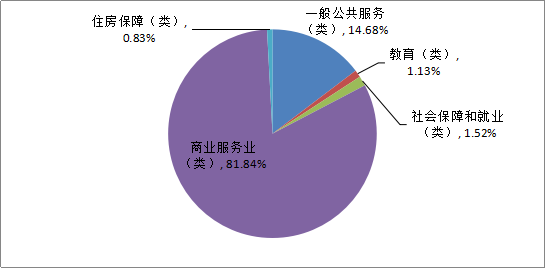 住房保障（类）,
0.83%
一般公共服务
（类）, 14.68%
教育（类）,
1.13%
社会保障和就业
（类）, 1.52%
商业服务业
（类）, 81.84%